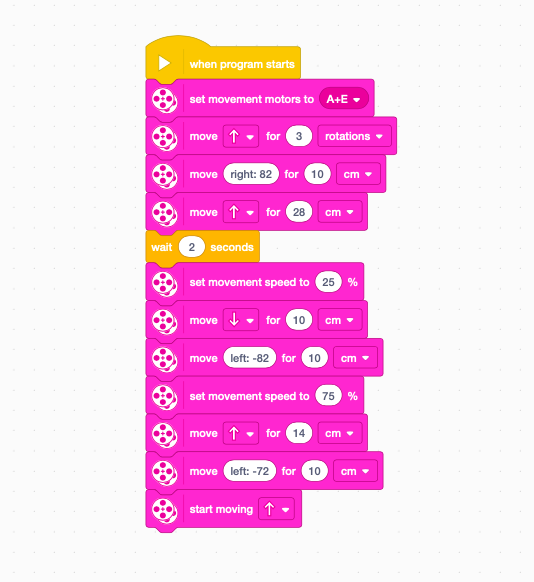 when program starts
set movement motors to A+E
move for 3 rotations
move right: 82 for 10 cm
move for 28 cm
wait 2 seconds
set movement speed to 25 %
move for 10 cm
move left: -82 for 10 cm
set movement speed to 75 %
move for 14 cm
move left: -72 for 10 cm
start moving